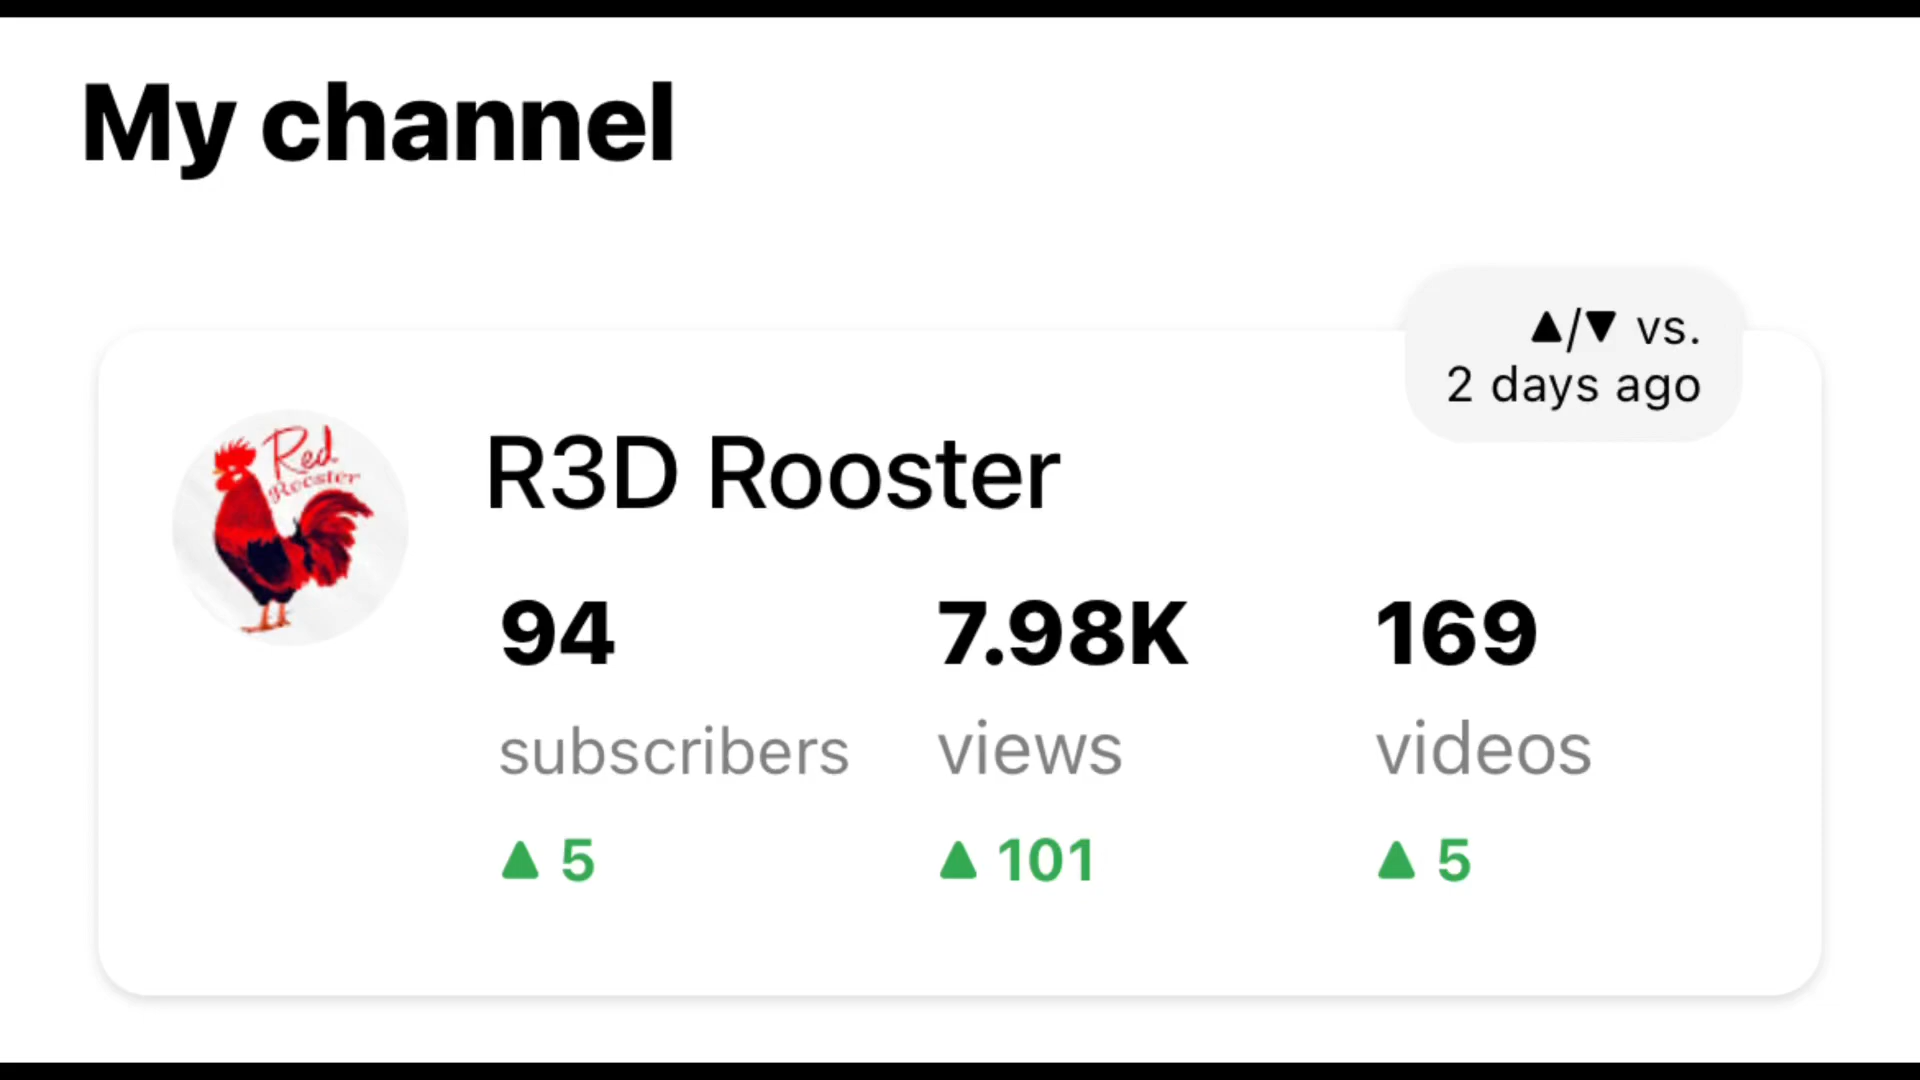 My channel
▲/▼ vs.
2 days ago
Red
Rooster
R3D Rooster
94 7.98K 169
subscribers views videos
▲ 5 ▲ 101 ▲ 5